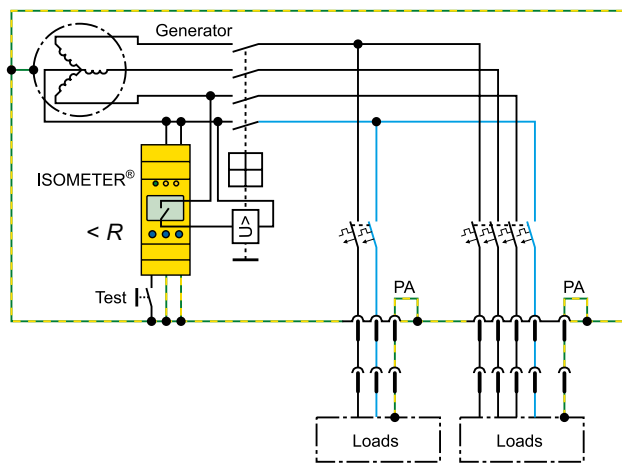 Generator
ISOMETER®
< R
U>
Test
PA
PA
Loads
Loads